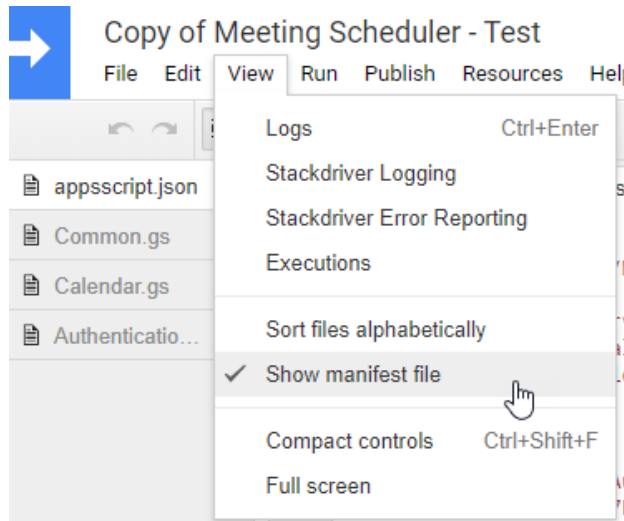 Copy of Meeting Scheduler - Test
File Edit View Run Publish Resources Help
Logs Ctrl+Enter
appsscript.json
Stackdriver Logging
Stackdriver Error Reporting
Common.gs
Executions
Calendar.gs
Sort files alphabetically
Authenticatio...
Show manifest file
Compact controls Ctrl+Shift+F
Full screen